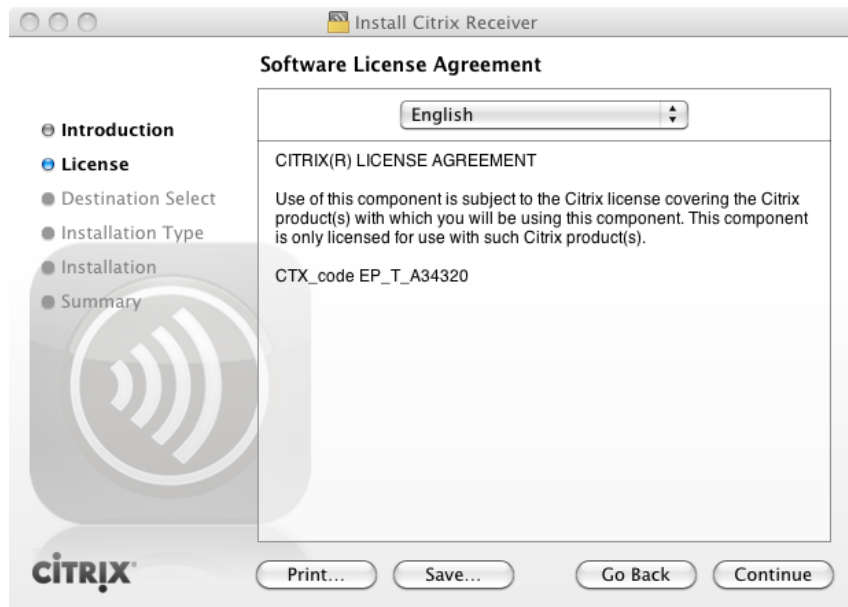 Install Citrix Receiver
Software License Agreement
Introduction
License
Destination Select
Installation Type
Installation
Summary
English
CITRIX(R) LICENSE AGREEMENT
Use of this component is subject to the Citrix license covering the Citrix
product(s) with which you will be using this component. This component
is only licensed for use with such Citrix product(s).
CTX_code EP_T_A34320
CITRIX
Print...
Save...
Go Back
Continue